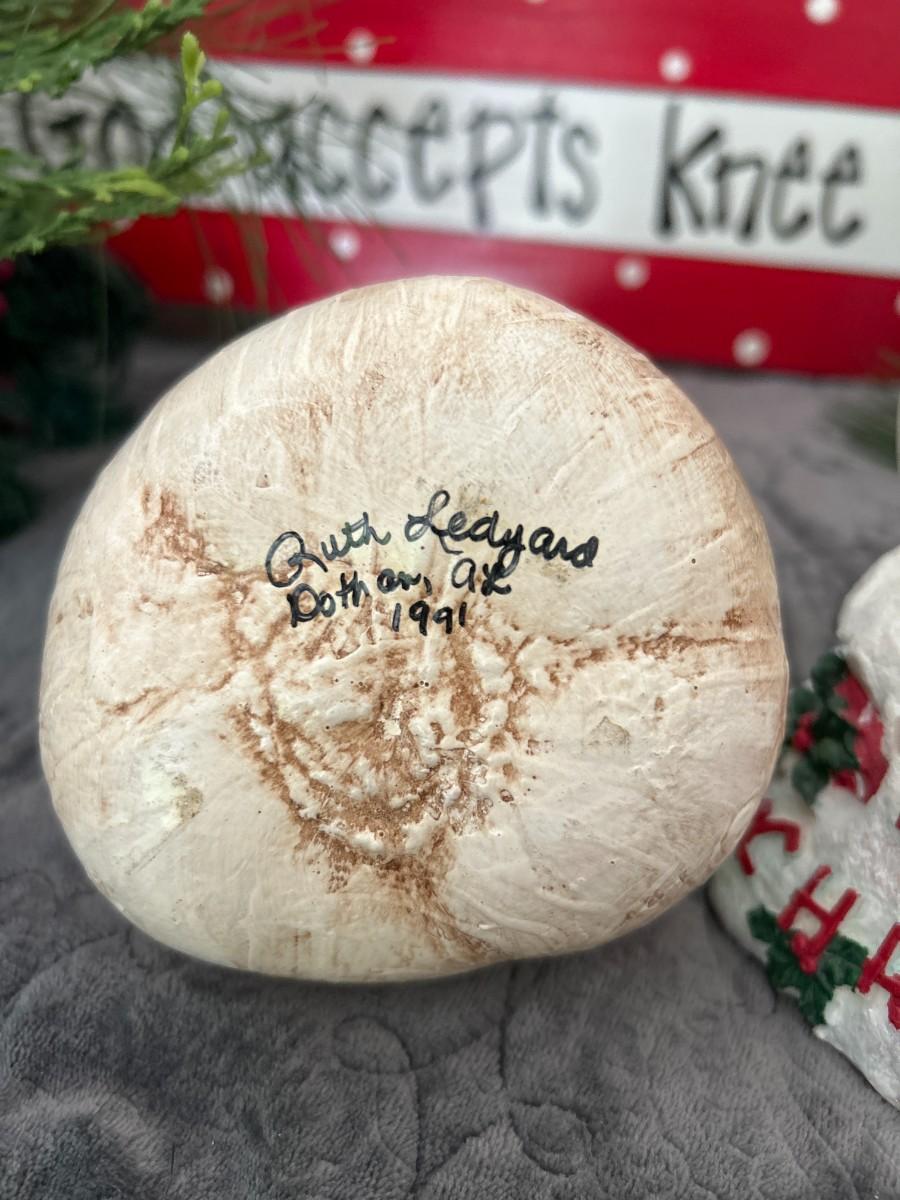 accepts Knee
Ruth Ledyard
Dothan, AL
1991
H